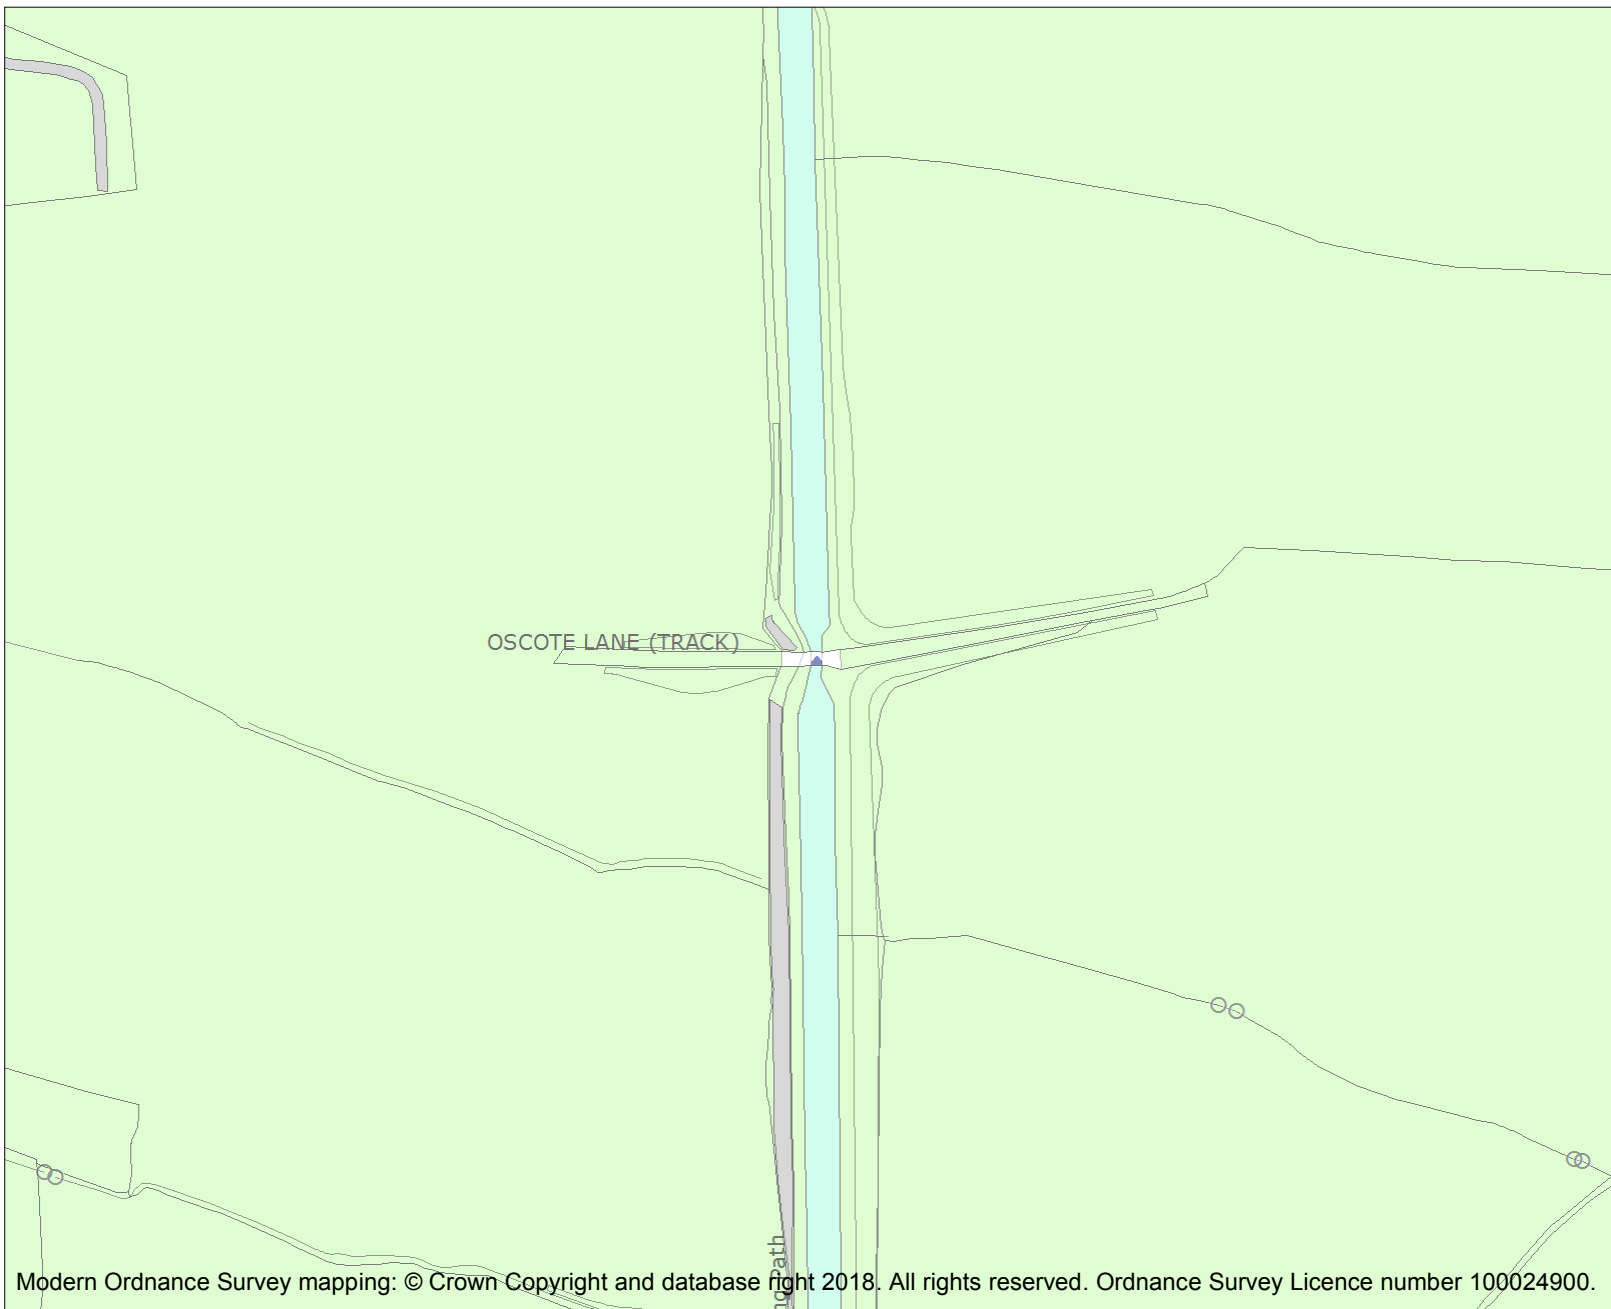 OSCOTE LANE (TRACK)
Path
Modern Ordnance Survey mapping: © Crown Copyright and database right 2018. All rights reserved. Ordnance Survey Licence number 100024900.